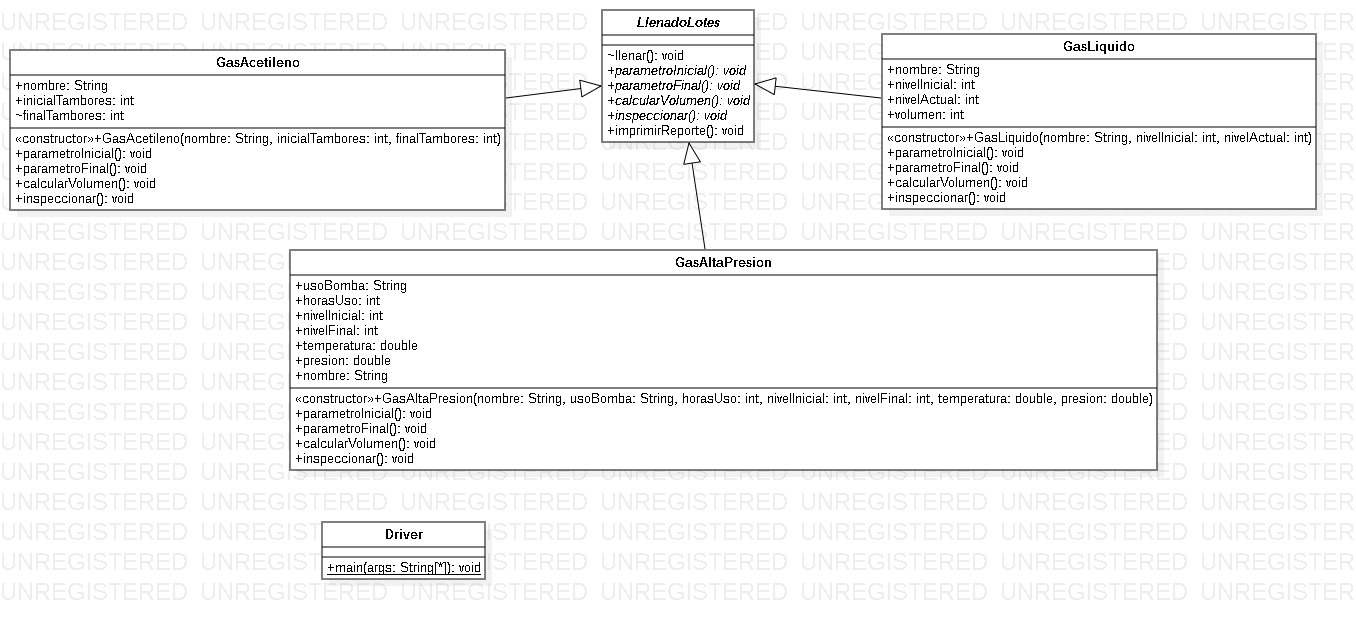 LlenadoLotes
~llenar(): void
+parametroInicial(): void
+parametroFinal(): void
+calcularVolumen(): void
+inspeccionar(): void
+imprimirReporte(): void
GasAcetileno
+nombre: String
+inicialTambores: int
~finalTambores: int
«constructor»+GasAcetileno(nombre: String, inicialTambores: int, finalTambores: int)
+parametroInicial(): void
+parametroFinal(): void
+calcularVolumen(): void
+inspeccionar(): void
GasLiquido
+nombre: String
+nivelInicial: int
+nivelActual: int
+volumen: int
«constructor»+GasLiquido(nombre: String, nivelInicial: int, nivelActual: int)
+parametroInicial(): void
+parametroFinal(): void
+calcularVolumen(): void
+inspeccionar(): void
GasAltaPresion
+usoBomba: String
+horasUso: int
+nivelInicial: int
+nivelFinal: int
+temperatura: double
+presion: double
+nombre: String
«constructor»+GasAltaPresion(nombre: String, usoBomba: String, horasUso: int, nivelInicial: int, nivelFinal: int, temperatura: double, presion: double)
+parametroInicial(): void
+parametroFinal(): void
+calcularVolumen(): void
+inspeccionar(): void
Driver
+main(args: String[*]): void
UNREGISTERED UNREGISTERED UNREGISTERED UNREGISTERED UNREGISTERED UNREGISTERED UNREGISTERED